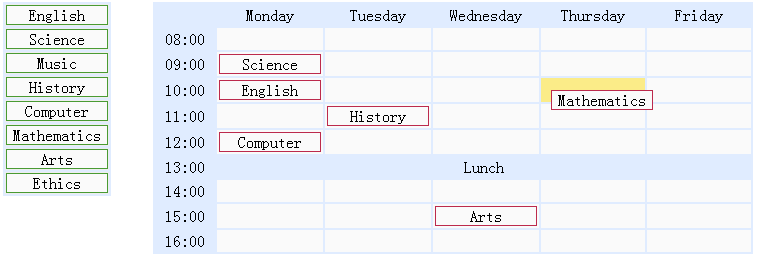 English
Science
Music
History
Computer
Mathematics
Arts
Ethics
Monday Tuesday Wednesday Thursday Friday
08:00
09:00 Science
10:00 English Mathematics
11:00 History
12:00 Computer
13:00 Lunch
14:00
15:00 Arts
16:00